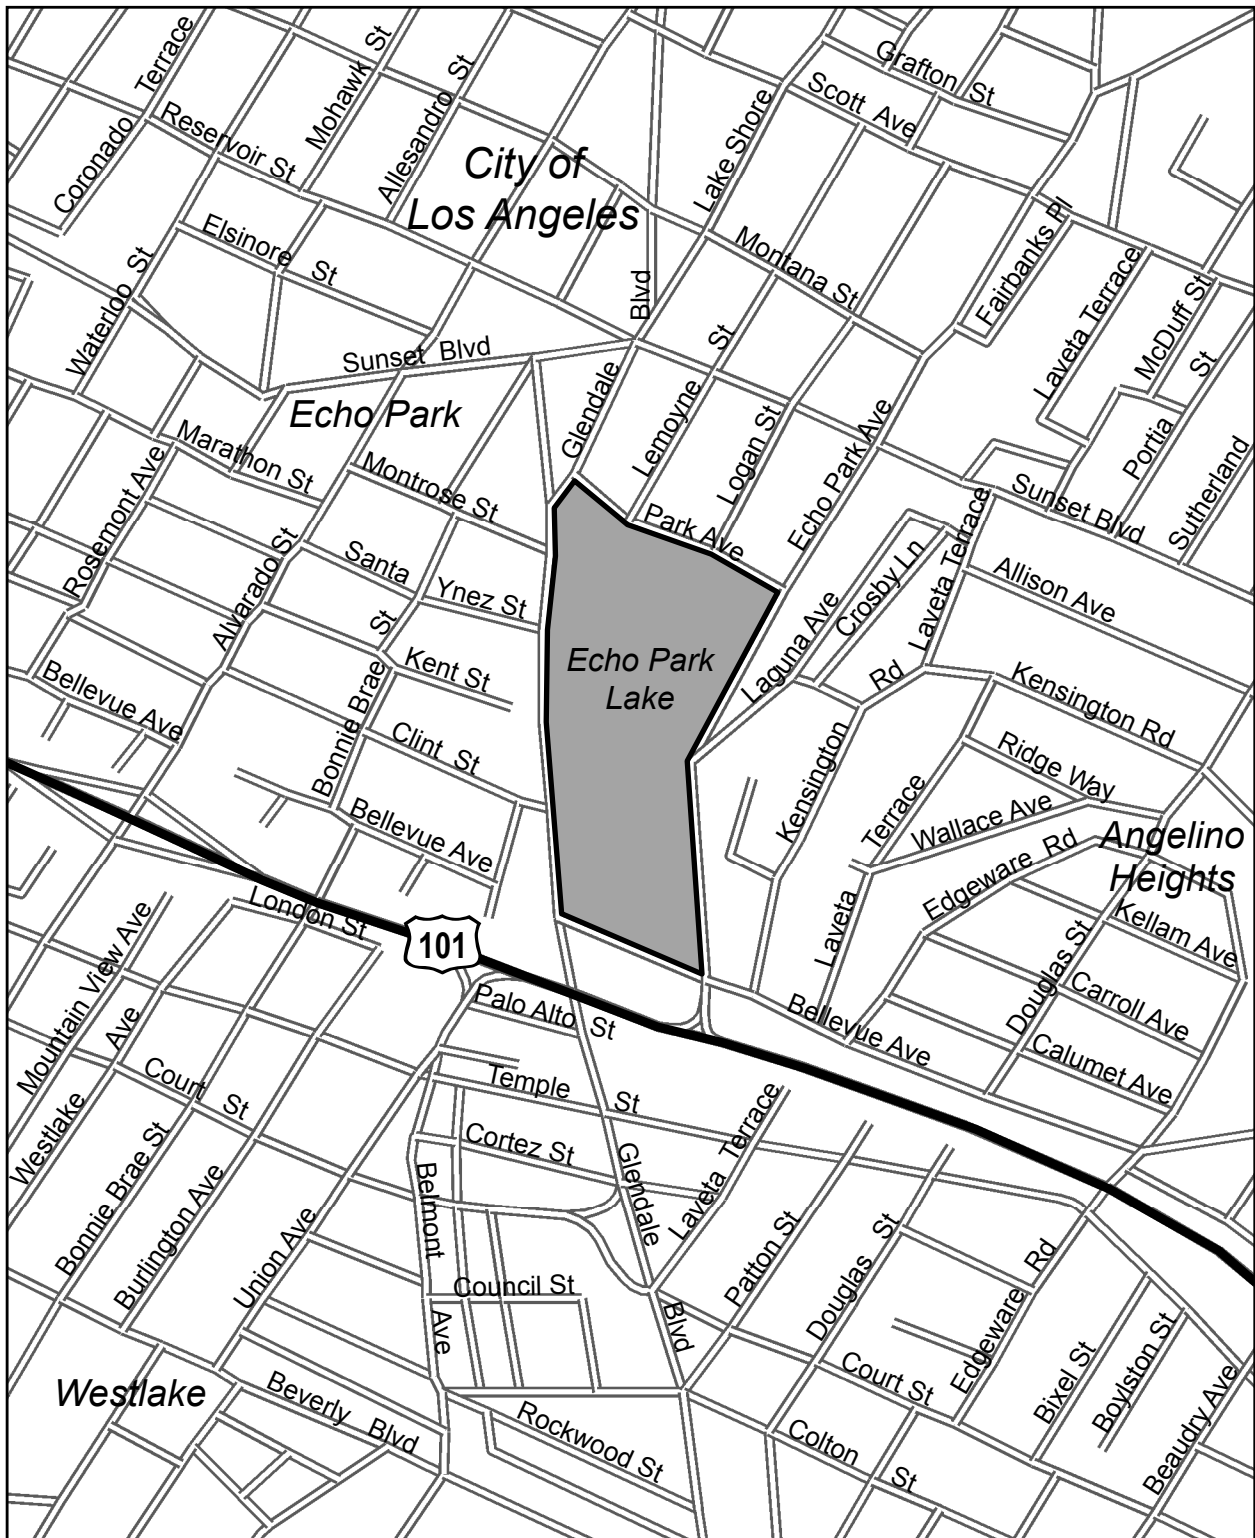 Grafton St
Scott Ave
Coronado Terrace
Mohawk St
Allesandro St
Reservoir St
City of
Los Angeles
Lake Shore
Elsinore St
Montana St
Fairbanks Pl
Waterloo St
Blvd
Laveta Terrace
McDuff St
Sunset Blvd
Glendale
Lemoyne St
Portia St
Echo Park
Logan St
Echo Park Ave
Marathon St
Montrose St
Rosemont Ave
Park Ave
Sunset Blvd
Sutherland
Alvarado St
Santa Ynez St
Crosby Ln
Laveta Terrace
Allison Ave
Laguna Ave
Kent St
Echo Park
Lake
Bellevue Ave
Bonnie Brae St
Kensington Rd
Kensington Rd
Clint St
Ridge Way
Bellevue Ave
Laveta Terrace
Wallace Ave
Edgeware Rd
Angelino
Heights
London St
101
Kellam Ave
Mountain View Ave
Douglas St
Carroll Ave
Palo Alto St
Bellevue Ave
Calumet Ave
Westlake Ave
Court St
Temple St
Cortez St
Glendale Blvd
Laveta Terrace
Bonnie Brae St
Burlington Ave
Union Ave
Belmont Ave
Patton St
Douglas St
Council St
Edgeware Rd
Court St
Bixel St
Boylston St
Beaudry Ave
Westlake
Beverly Blvd
Rockwood St
Colton St